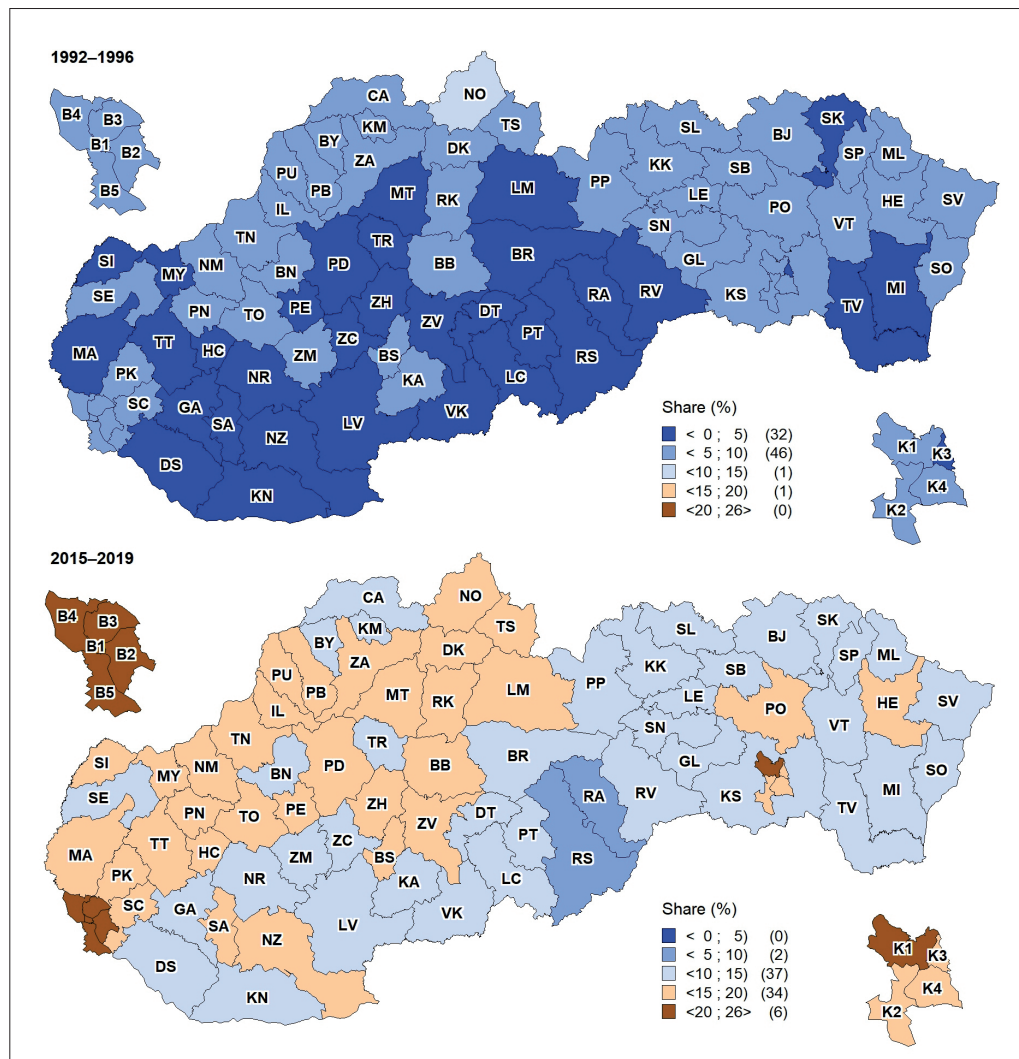 1992–1996
B4 B3
B1 B2
B5
CA NO
KM TS
BY DK
PU ZA
PB
IL MT RK LM
TN TR
SI NM BN PD BB BR
MY
SE PN TO PE ZH
MA TT HC ZM ZC ZV DT
PK NR BS PT RA RV
SC GA KA LC RS
SA NZ LV VK
DS KN
SK
SL BJ SP ML
KK SB
PP LE PO HE SV
SN VT
GL SO
KS MI
TV
Share (%)
< 0 ; 5) (32)
< 5 ; 10) (46)
<10 ; 15) (1)
<15 ; 20) (1)
<20 ; 26> (0)
K1 K3
K4
K2
2015–2019
B4 B3
B1 B2
B5
CA NO
KM TS
BY DK
PU ZA
PB MT RK LM
IL
TN TR
SI NM BN PD BB BR
MY
SE PN TO PE ZH
MA TT HC ZM ZC ZV DT
PK NR BS PT RA RV
SC GA KA LC RS
SA NZ LV VK
DS KN
SK
SL BJ SP ML
KK SB
PP LE PO HE SV
SN VT
GL SO
KS MI
TV
Share (%)
< 0 ; 5) (0)
< 5 ; 10) (2)
<10 ; 15) (37)
<15 ; 20) (34)
<20 ; 26> (6)
K1 K3
K4
K2